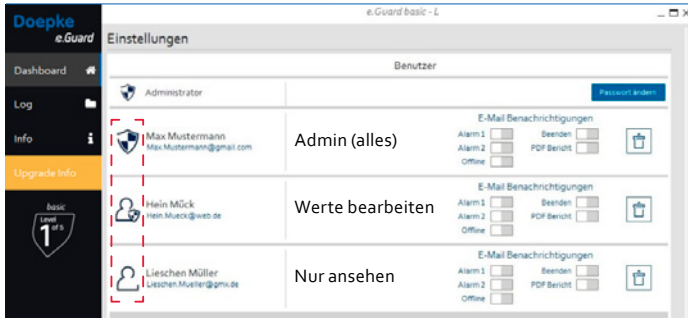 e.Guard basic - L
Doepke
e.Guard
Einstellungen
Dashboard
Log
Info
Upgrade Info
basic
Level
1 of 5
Benutzer
Administrator
Passwort ändern
Max Mustermann
Max.Mustermann@gmail.com
Admin (alles)
E-Mail Benachrichtigungen
Alarm 1
Beenden
Alarm 2
PDF Bericht
Offline
Hein Mück
Hein.Mueck@web.de
Werte bearbeiten
E-Mail Benachrichtigungen
Alarm 1
Beenden
Alarm 2
PDF Bericht
Offline
Lieschen Müller
Lieschen.Mueller@gmx.de
Nur ansehen
E-Mail Benachrichtigungen
Alarm 1
Beenden
Alarm 2
PDF Bericht
Offline